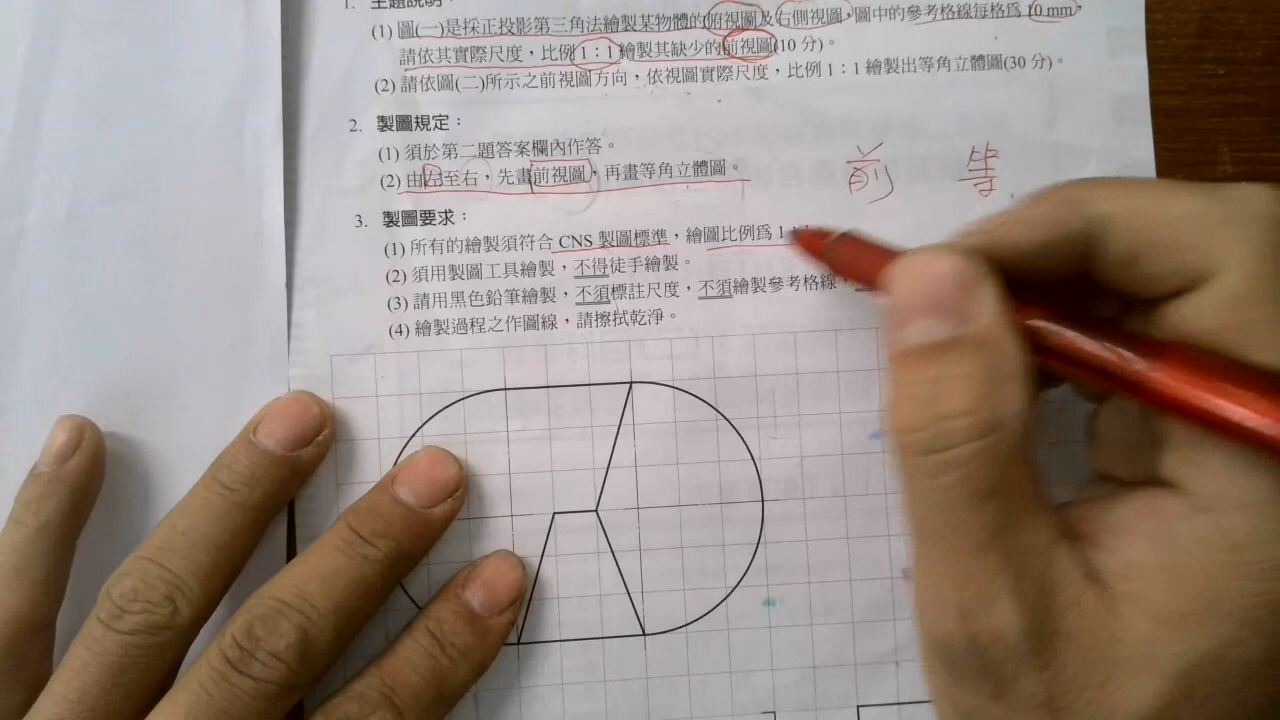 1. 主題說明：
(1) 圖(一)是採正投影第三角法繪製某物體的俯視圖及右側視圖，圖中的參考格線每格為 10 mm，
請依其實際尺度，比例 1：1 繪製其缺少的前視圖(10 分)。
(2) 請依圖(二)所示之前視圖方向，依視圖實際尺度，比例 1：1 繪製出等角立體圖(30 分)。
2. 製圖規定：
(1) 須於第二題答案欄內作答。
(2) 由左至右，先畫前視圖，再畫等角立體圖。
前 等
3. 製圖要求：
(1) 所有的繪製須符合 CNS 製圖標準，繪圖比例為 1
(2) 須用製圖工具繪製，不得徒手繪製。
(3) 請用黑色鉛筆繪製，不須標註尺度，不須繪製參考格線，
(4) 繪製過程之作圖線，請擦拭乾淨。